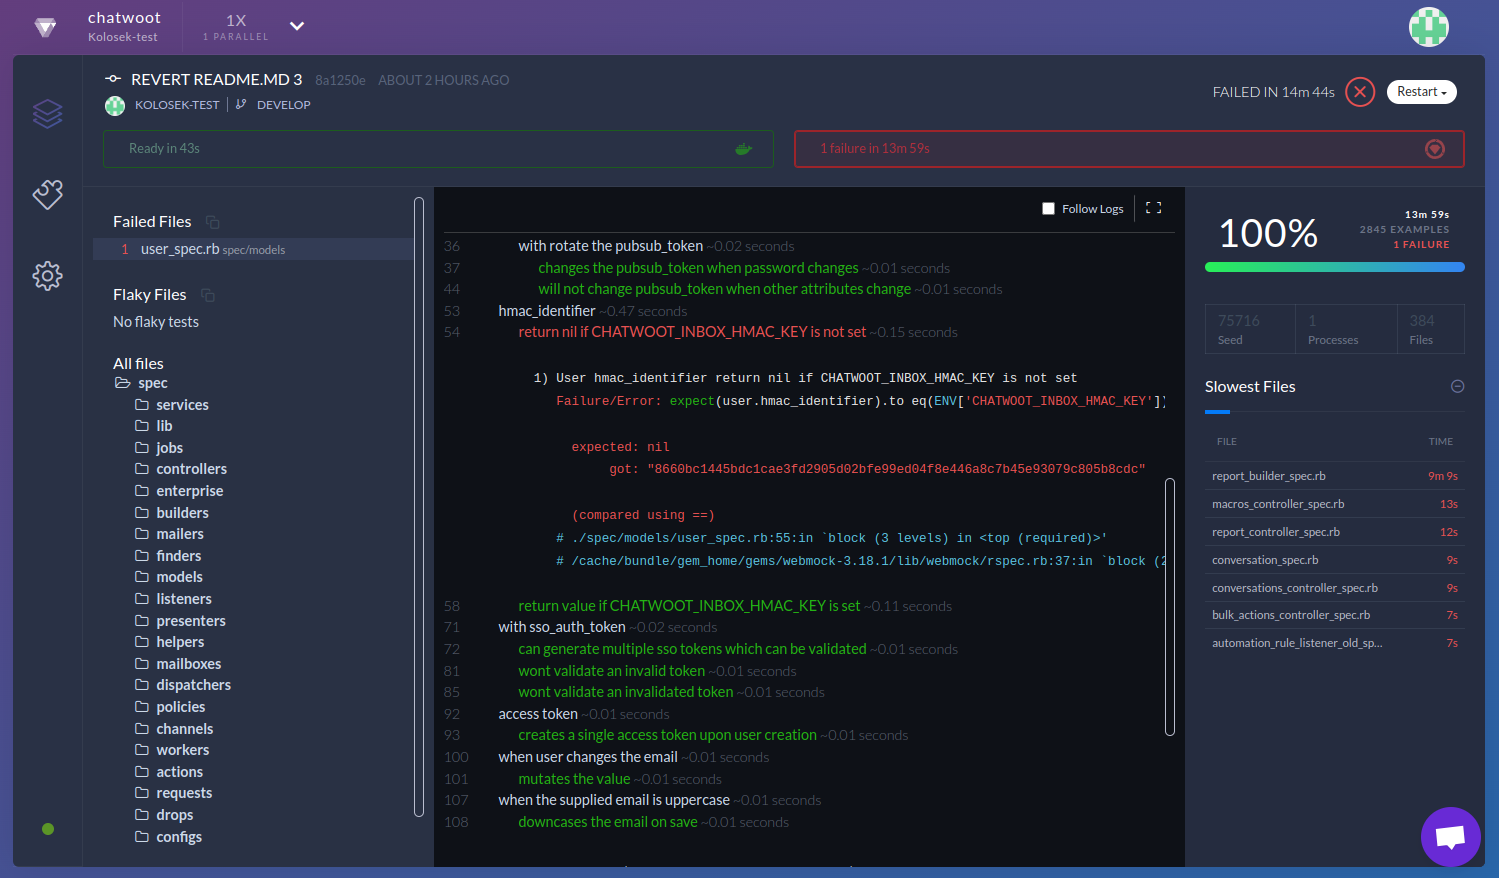 chatwoot
Kolosek-test
1X
1 PARALLEL
REVERT README.MD 3 8a1250e ABOUT 2 HOURS AGO
KOLOSEK-TEST DEVELOP
FAILED IN 14m 44s
Restart
Ready in 43s
1 failure in 13m 59s
Failed Files
1 user_spec.rb spec/models
Flaky Files
No flaky tests
All files
spec
services
lib
jobs
controllers
enterprise
builders
mailers
finders
models
listeners
presenters
helpers
mailboxes
dispatchers
policies
channels
workers
actions
requests
drops
configs
Follow Logs
36 with rotate the pubsub_token ~0.02 seconds
37 changes the pubsub_token when password changes ~0.01 seconds
44 will not change pubsub_token when other attributes change ~0.01 seconds
53 hmac_identifier ~0.47 seconds
54 return nil if CHATWOOT_INBOX_HMAC_KEY is not set ~0.15 seconds
1) User hmac_identifier return nil if CHATWOOT_INBOX_HMAC_KEY is not set
Failure/Error: expect(user.hmac_identifier).to eq(ENV['CHATWOOT_INBOX_HMAC_KEY'])
expected: nil
got: "8660bc1445bdc1cae3fd2905d02bfe99ed04f8e446a8c7b45e93079c805b8cdc"
(compared using ==)
# ./spec/models/user_spec.rb:55:in `block (3 levels) in <top (required)>'
# /cache/bundle/gem_home/gems/webmock-3.18.1/lib/webmock/rspec.rb:37:in `block (2
58 return value if CHATWOOT_INBOX_HMAC_KEY is set ~0.11 seconds
71 with sso_auth_token ~0.02 seconds
72 can generate multiple sso tokens which can be validated ~0.01 seconds
81 wont validate an invalid token ~0.01 seconds
85 wont validate an invalidated token ~0.01 seconds
92 access token ~0.01 seconds
93 creates a single access token upon user creation ~0.01 seconds
100 when user changes the email ~0.01 seconds
101 mutates the value ~0.01 seconds
107 when the supplied email is uppercase ~0.01 seconds
108 downcases the email on save ~0.01 seconds
100%
13m 59s
2845 EXAMPLES
1 FAILURE
75716 1 384
Seed Processes Files
Slowest Files
FILE TIME
report_builder_spec.rb 9m 9s
macros_controller_spec.rb 13s
report_controller_spec.rb 12s
conversation_spec.rb 9s
conversations_controller_spec.rb 9s
bulk_actions_controller_spec.rb 7s
automation_rule_listener_old_sp... 7s